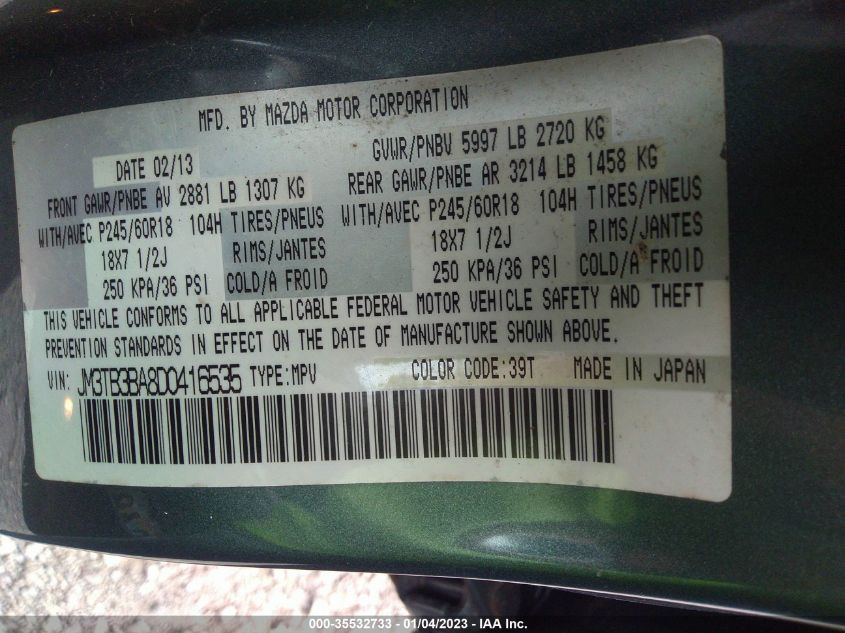 MFD. BY MAZDA MOTOR CORPORATION
DATE 02/13 GVWR/PNBV 5997 LB 2720 KG
FRONT GAWR/PNBE AV 2881 LB 1307 KG REAR GAWR/PNBE AR 3214 LB 1458 KG
WITH/AVEC P245/60R18 104H TIRES/PNEUS WITH/AVEC P245/60R18 104H TIRES/PNEUS
18X7 1/2J RIMS/JANTES 18X7 1/2J RIMS/JANTES
250 KPA/36 PSI COLD/A FROID 250 KPA/36 PSI COLD/A FROID
THIS VEHICLE CONFORMS TO ALL APPLICABLE FEDERAL MOTOR VEHICLE SAFETY AND THEFT
PREVENTION STANDARDS IN EFFECT ON THE DATE OF MANUFACTURE SHOWN ABOVE.
VIN: JM3TB3BA8D0416535 TYPE:MPV COLOR CODE:39T MADE IN JAPAN
000-35532733 - 01/04/2023 - IAA Inc.